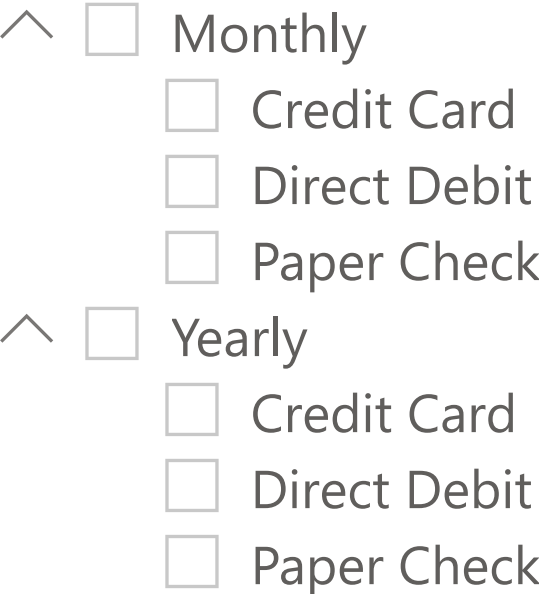 Monthly
Credit Card
Direct Debit
Paper Check
Yearly
Credit Card
Direct Debit
Paper Check